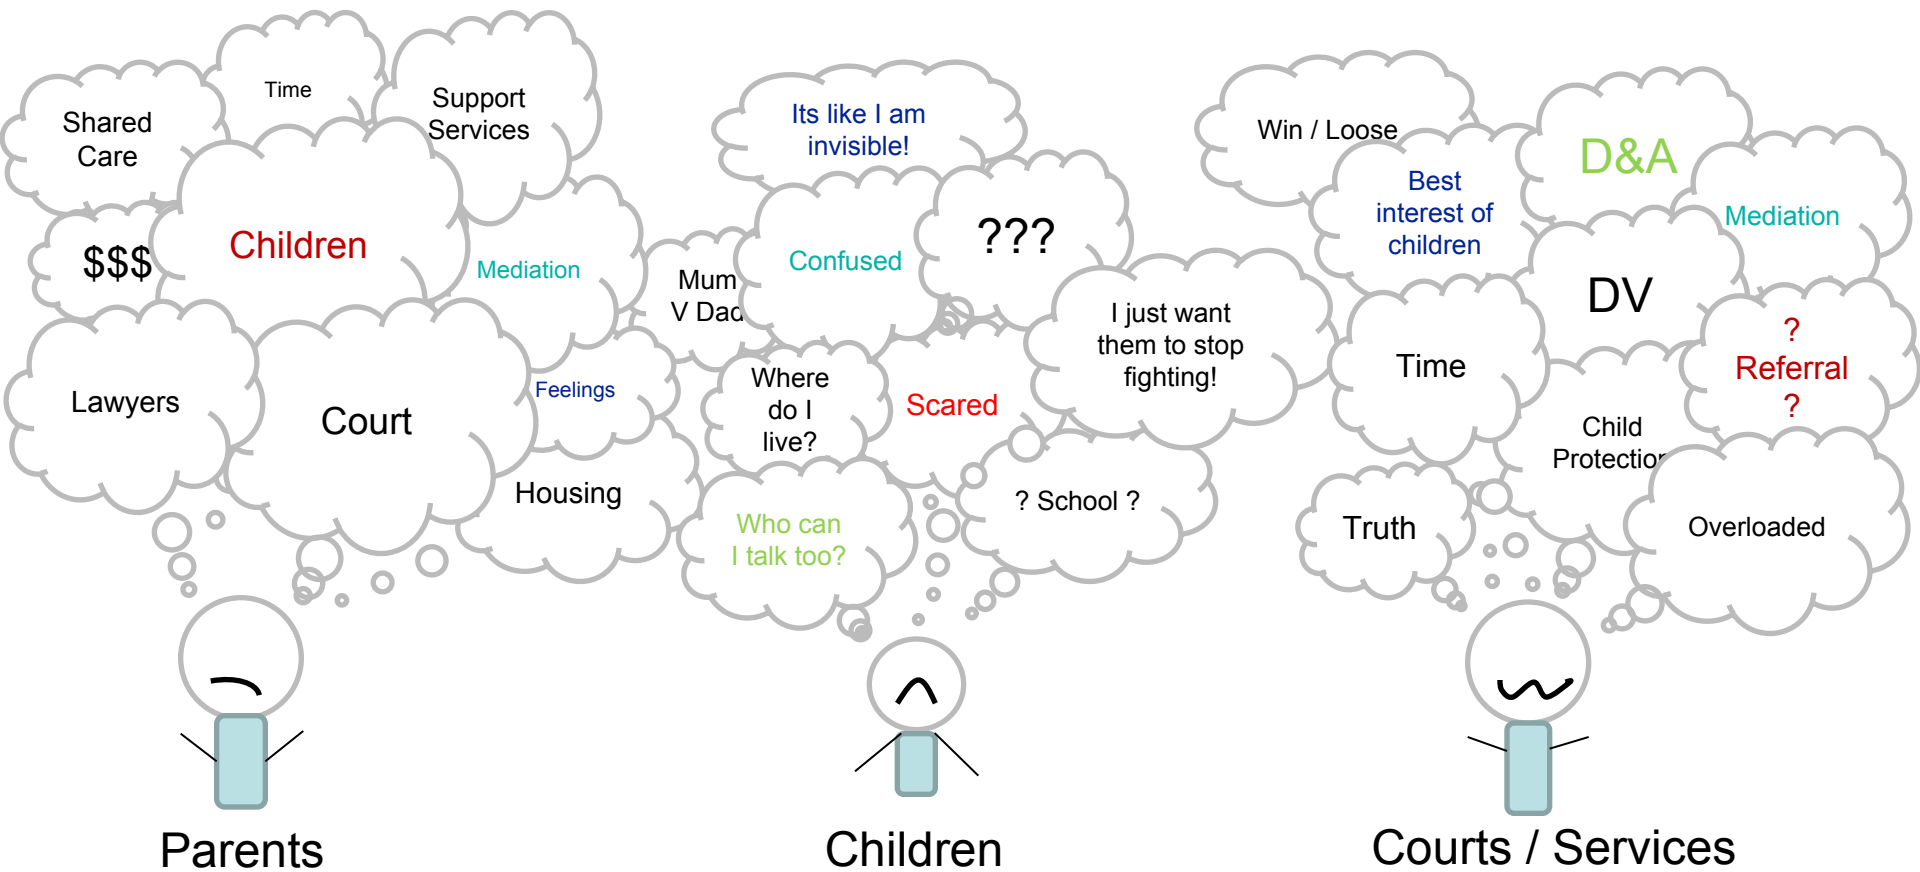 Shared
Care
Time
Support
Services
$$$
Children
Mediation
Lawyers
Court
Feelings
Housing
Parents
Its like I am
invisible!
Mum
V Dad
Confused
???
I just want
them to stop
fighting!
Where
do I
live?
Scared
Who can
I talk too?
? School ?
Children
Win / Loose
Best
interest of
children
D&A
Mediation
DV
Time
?
Referral
?
Child
Protection
Truth
Overloaded
Courts / Services